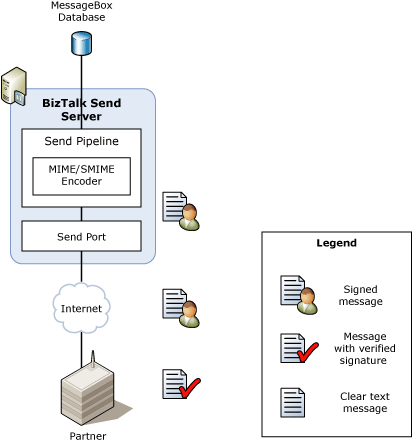 MessageBox
Database
BizTalk Send
Server
Send Pipeline
MIME/SMIME
Encoder
Send Port
Internet
Partner
Legend
Signed
message
Message
with verified
signature
Clear text
message